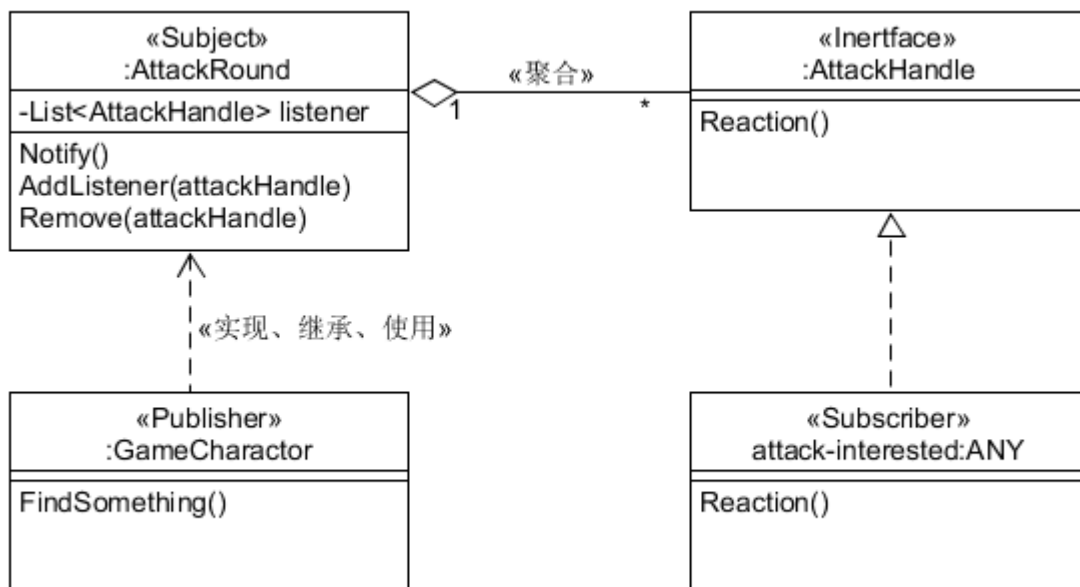 «Subject»
:AttackRound
-List<AttackHandle> listener
Notify()
AddListener(attackHandle)
Remove(attackHandle)
«聚合»
1
*
«Inertface»
:AttackHandle
Reaction()
«实现、继承、使用»
«Publisher»
:GameCharactor
FindSomething()
«Subscriber»
attack-interested:ANY
Reaction()